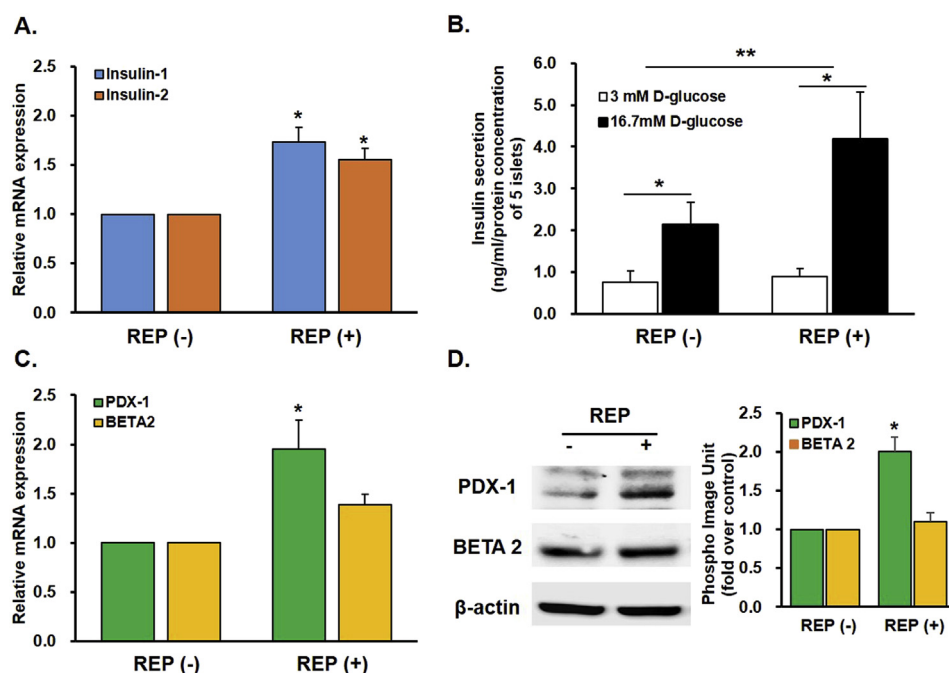 A.
Relative mRNA expression
2.5
2.0
1.5
1.0
0.5
0.0
Insulin-1
Insulin-2
*
*
REP (-)
REP (+)
B.
Insulin secretion
(ng/ml/protein concentration
of 5 islets)
6.0
5.0
4.0
3.0
2.0
1.0
0.0
3 mM D-glucose
16.7mM D-glucose
**
*
*
REP (-)
REP (+)
C.
Relative mRNA expression
2.5
2.0
1.5
1.0
0.5
0.0
PDX-1
BETA2
*
REP (-)
REP (+)
D.
REP
- +
PDX-1
BETA 2
β-actin
Phospho Image Unit
(fold over control)
2.5
2.0
1.5
1.0
0.5
0.0
PDX-1
BETA 2
*
REP (-)
REP (+)